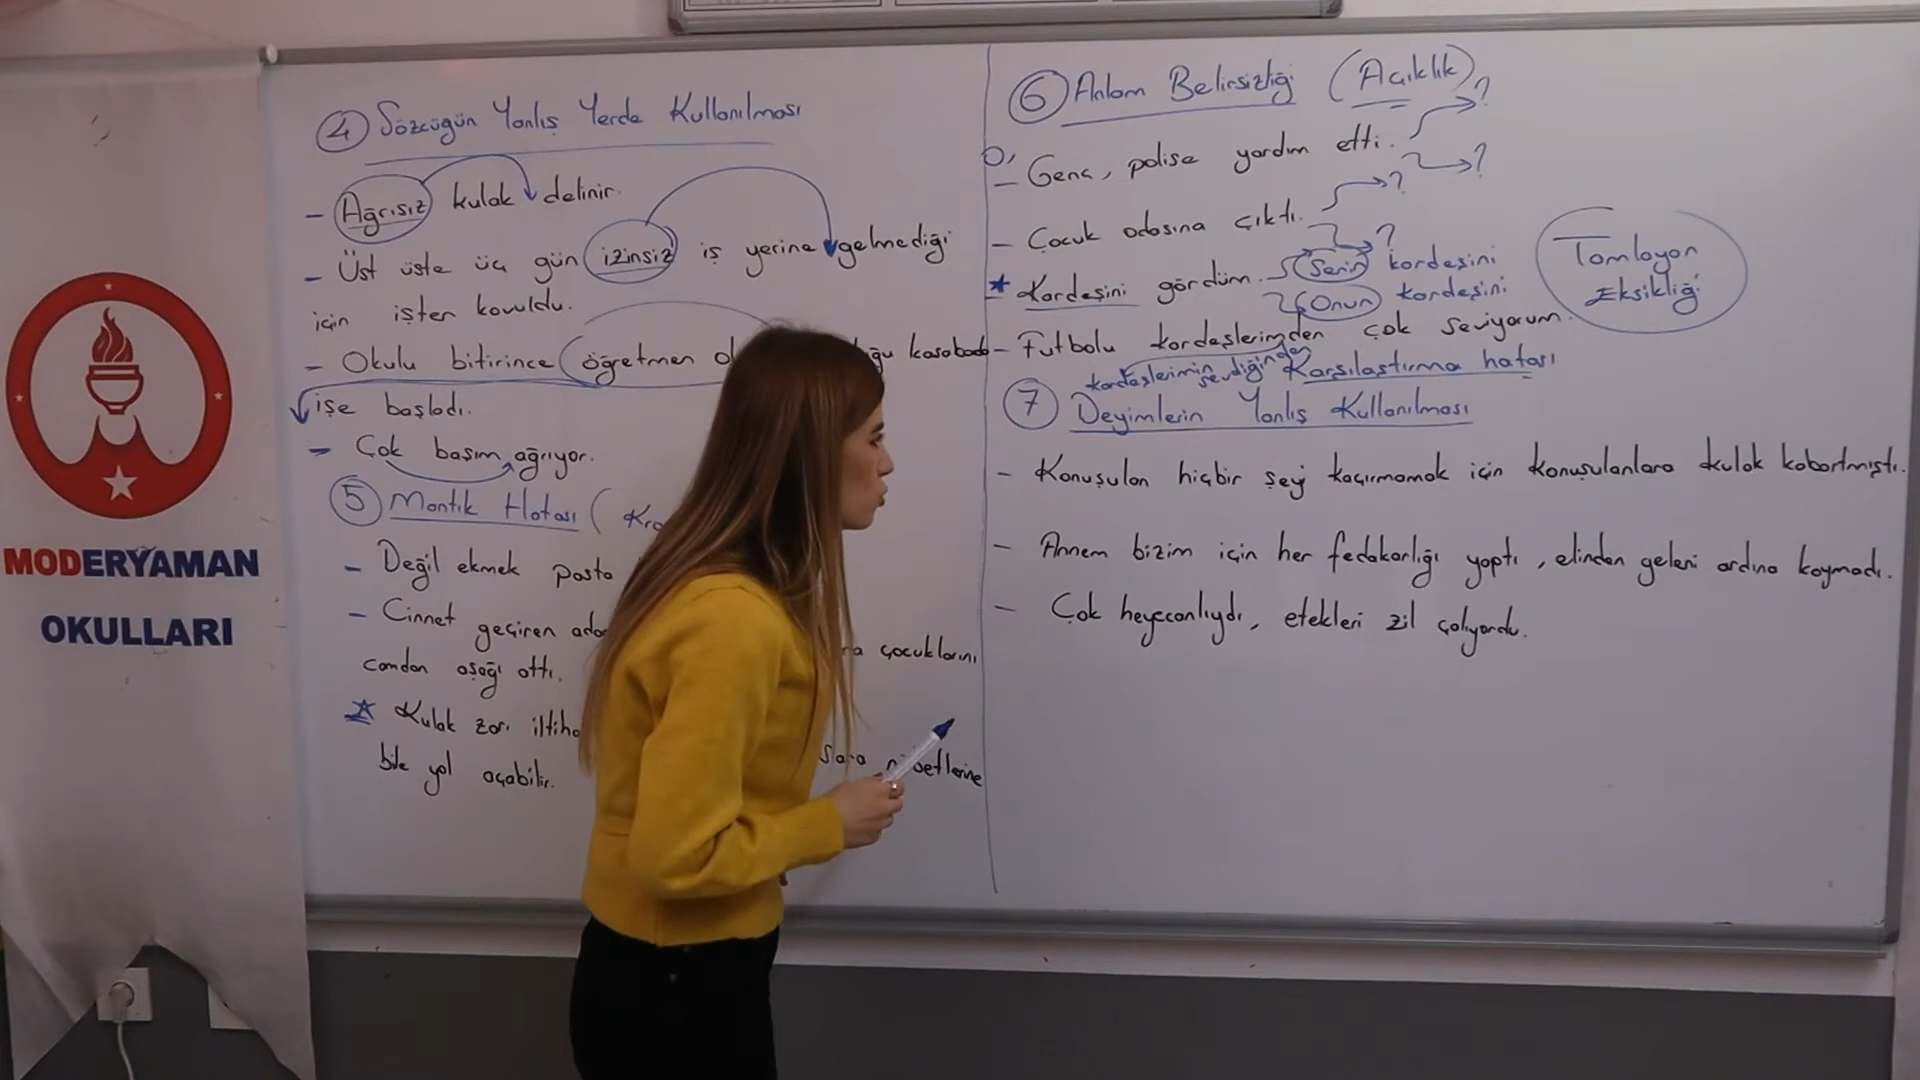 MODERYAMAN
OKULLARI
4 Sözcüğün Yanlış Yerde Kullanılması
- Ağrısız kulak delinir.
- Üst üste üç gün izinsiz iş yerine gelmediği
için işten kovuldu.
- Okulu bitirince öğretmen kasabada
işe başladı.
- Çok başım ağrıyor.
5 Mantık Hatası (
- Değil ekmek pasta
- Cinnet geçiren
çocuklarını
camdan aşağı attı.
Kulak zarı
bile yol açabilir.
6 Anlam Belirsizliği (Açıklık)
O,
- Genç, polise yardım etti. ?
- Çocuk odasına çıktı. ? ?
* Kardeşini gördüm. Senin kardeşini ?
Onun kardeşini
Tamlayan
Eksikliği
- Futbolu kardeşlerimden çok seviyorum.
kardeşlerimin sevdiğinden Karşılaştırma hatası
7 Deyimlerin Yanlış Kullanılması
- Konuşulan hiçbir şeyi kaçırmamak için konuşulanlara kulak kabartmıştı.
- Annem bizim için her fedakarlığı yaptı, elinden geleni ardına koymadı.
- Çok heyecanlıydı, etekleri zil çalıyordu.